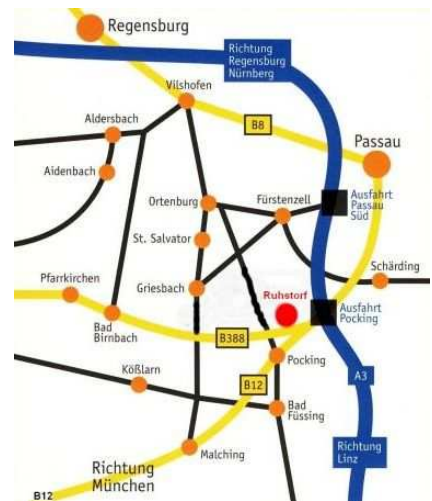 Regensburg
Richtung
Regensburg
Nürnberg
Vilshofen
Aldersbach
B8
Passau
Aidenbach
Ortenburg
Fürstenzell
Ausfahrt
Passau
Süd
St. Salvator
Schärding
Pfarrkirchen
Griesbach
Ruhstorf
Ausfahrt
Pocking
Bad
Birnbach
B388
Pocking
Kößlarn
B12
A3
Bad
Füssing
Malching
Richtung
Linz
Richtung
München
B12